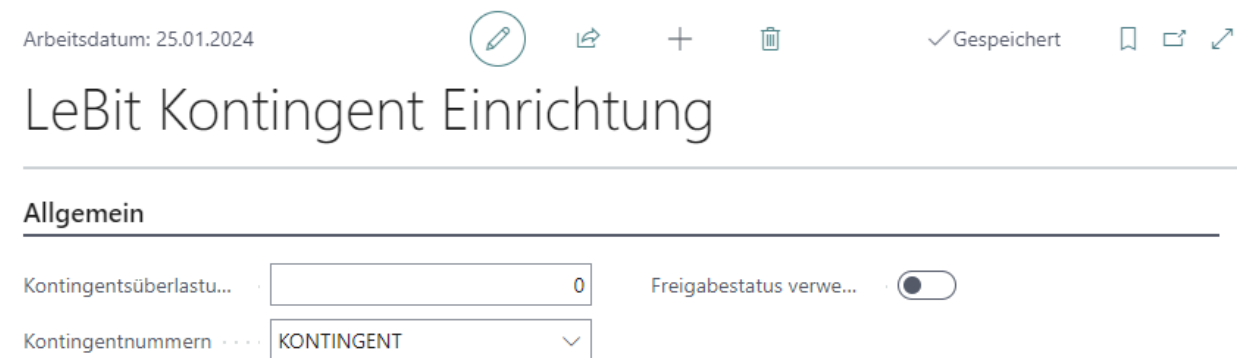 Arbeitsdatum: 25.01.2024
Gespeichert
LeBit Kontingent Einrichtung
Allgemein
Kontingentsüberlastu... 0
Freigabestatus verwe...
Kontingentnummern KONTINGENT